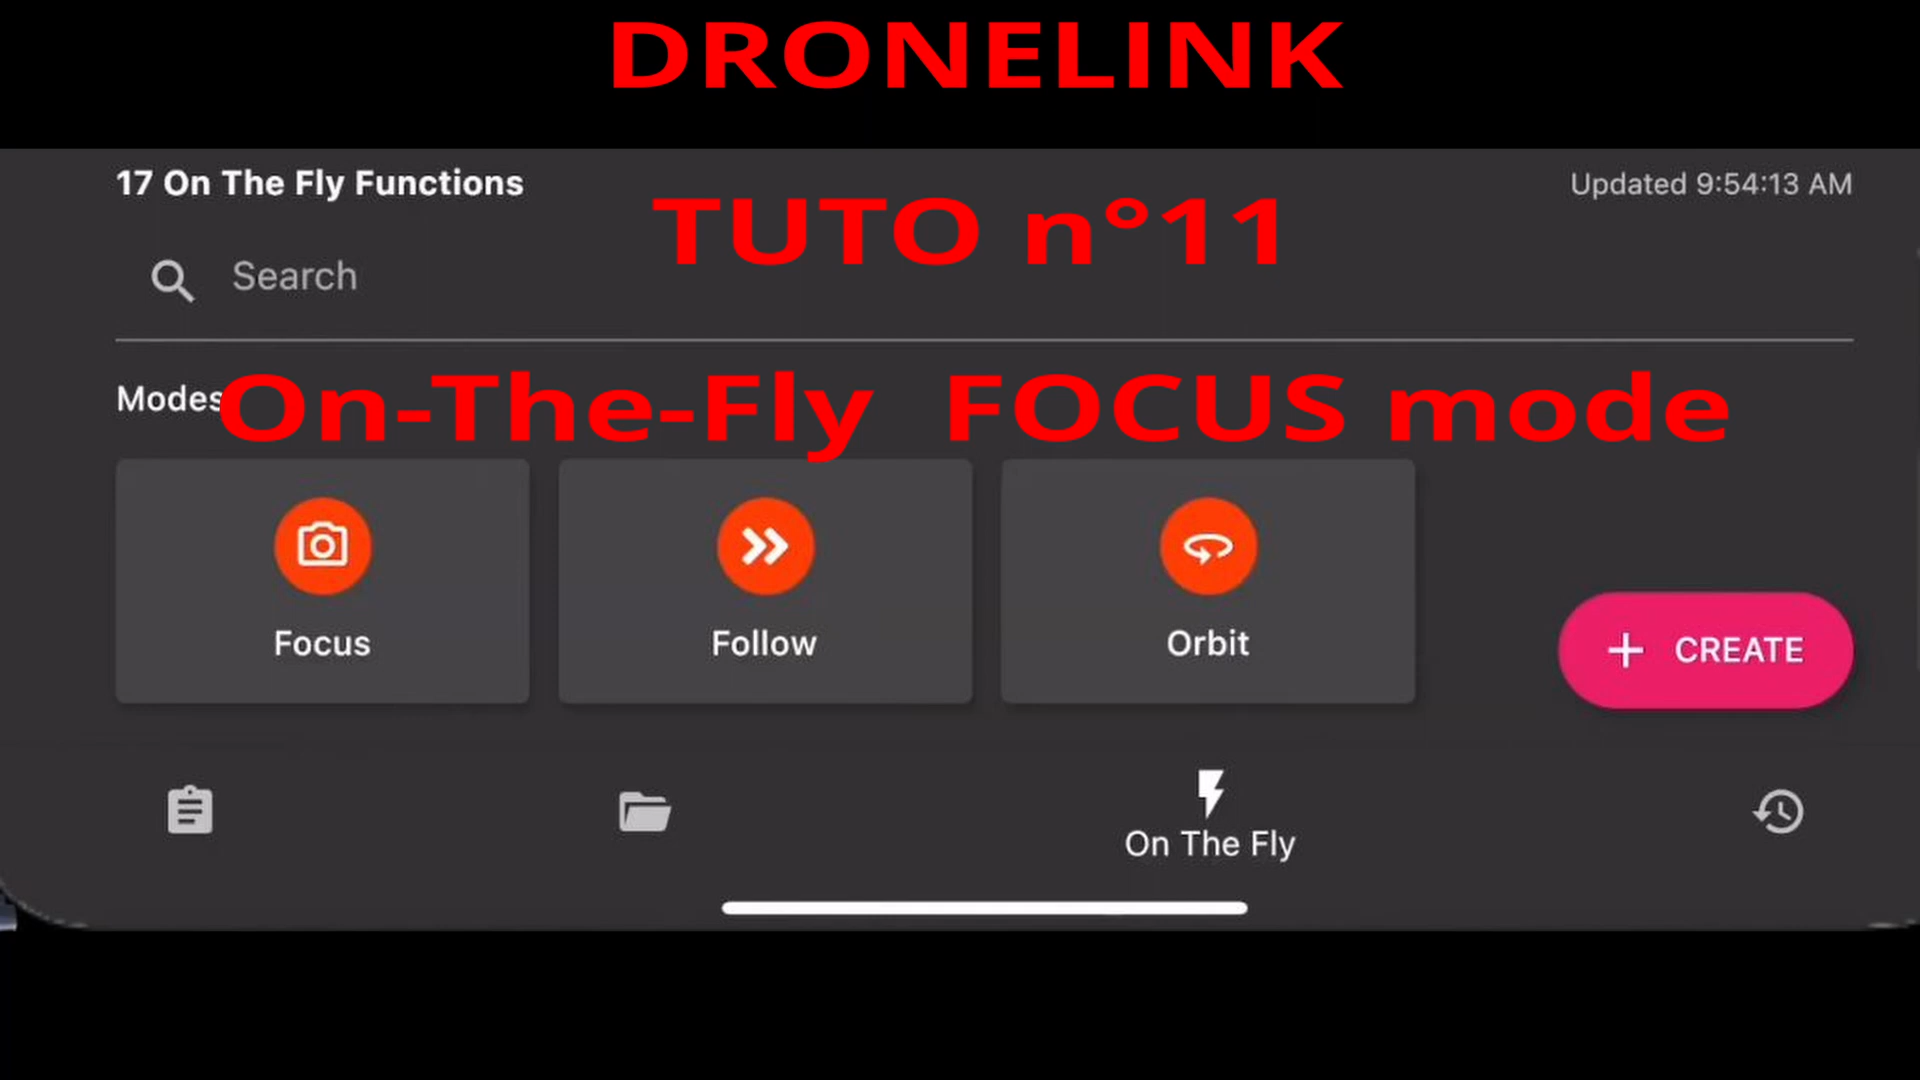 DRONELINK
17 On The Fly Functions
Updated 9:54:13 AM
TUTO n°11
Search
Modes
On-The-Fly FOCUS mode
Focus
Follow
Orbit
+ CREATE
On The Fly